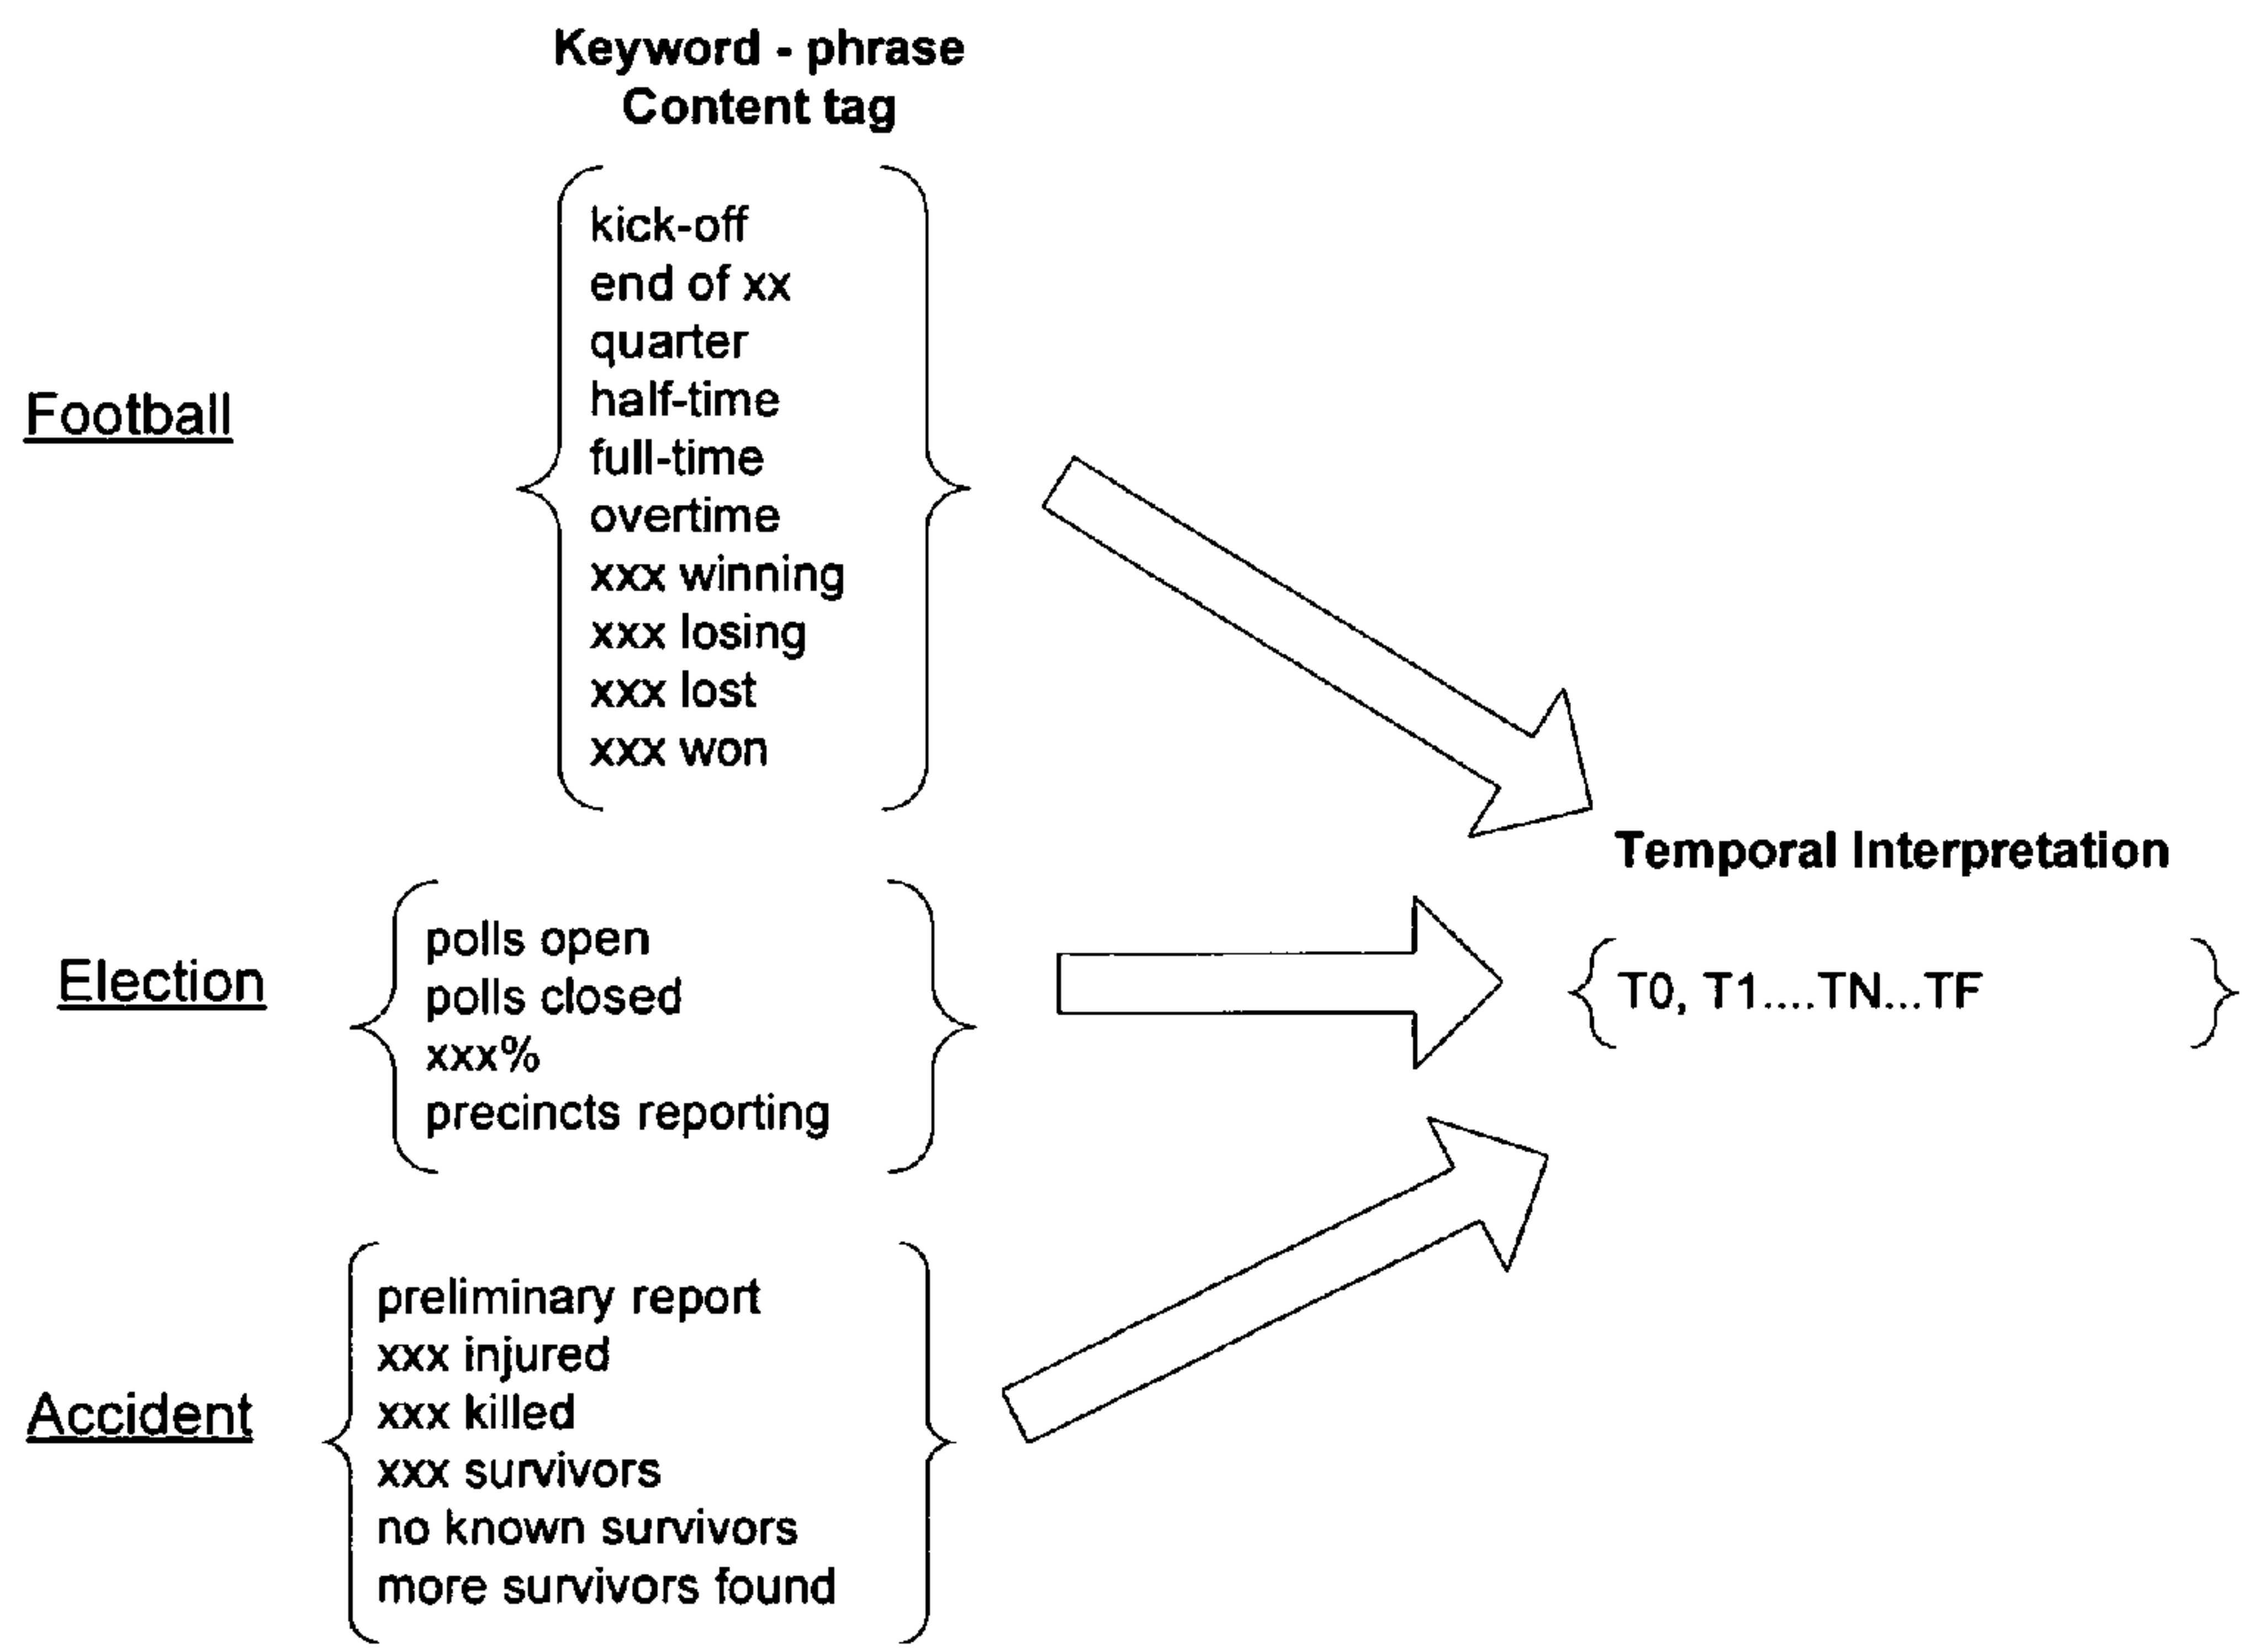 Keyword - phrase
Content tag
Football
kick-off
end of xx
quarter
half-time
full-time
overtime
xxx winning
xxx losing
xxx lost
xxx won
Temporal Interpretation
T0, T1....TN...TF
Election
polls open
polls closed
xxx%
precincts reporting
Accident
preliminary report
xxx injured
xxx killed
xxx survivors
no known survivors
more survivors found